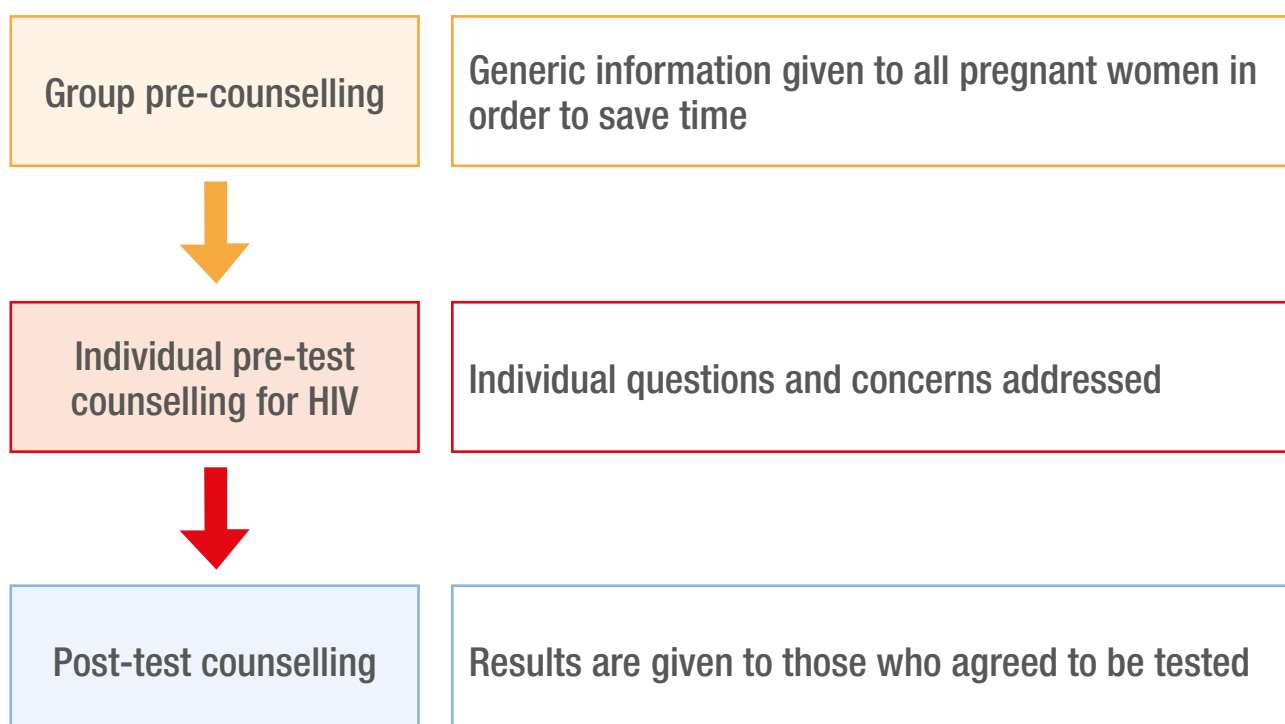 Group pre-counselling
Generic information given to all pregnant women in
order to save time
Individual pre-test
counselling for HIV
Individual questions and concerns addressed
Post-test counselling
Results are given to those who agreed to be tested